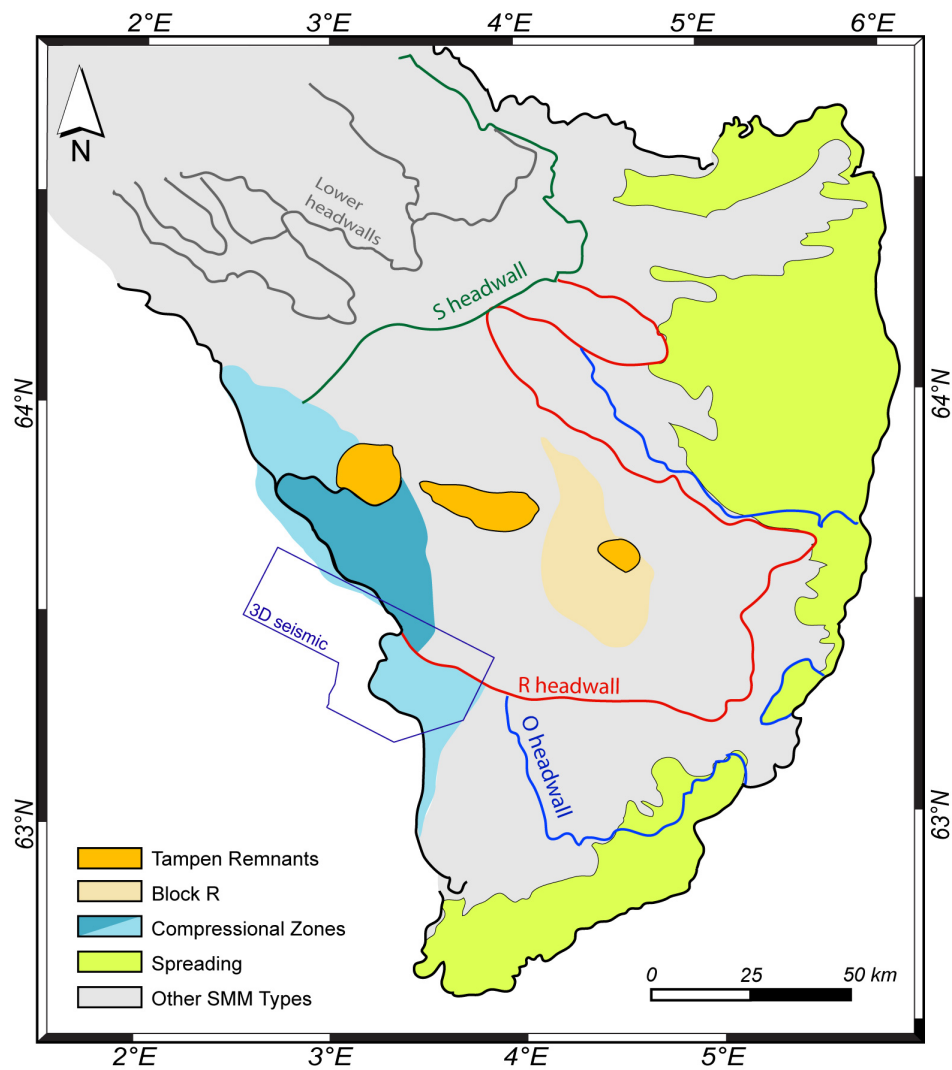 2°E 3°E 4°E 5°E 6°E
N
Lower
headwalls
S headwall
64°N
64°N
3D seismic
R headwall
O headwall
63°N
63°N
Tampen Remnants
Block R
Compressional Zones
Spreading
Other SMM Types
0 25 50 km
2°E 3°E 4°E 5°E